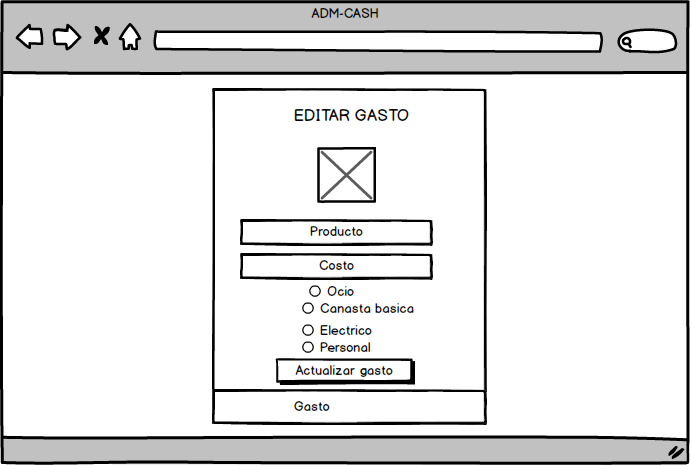 ADM-CASH
EDITAR GASTO
Producto
Costo
Ocio
Canasta basica
Electrico
Personal
Actualizar gasto
Gasto